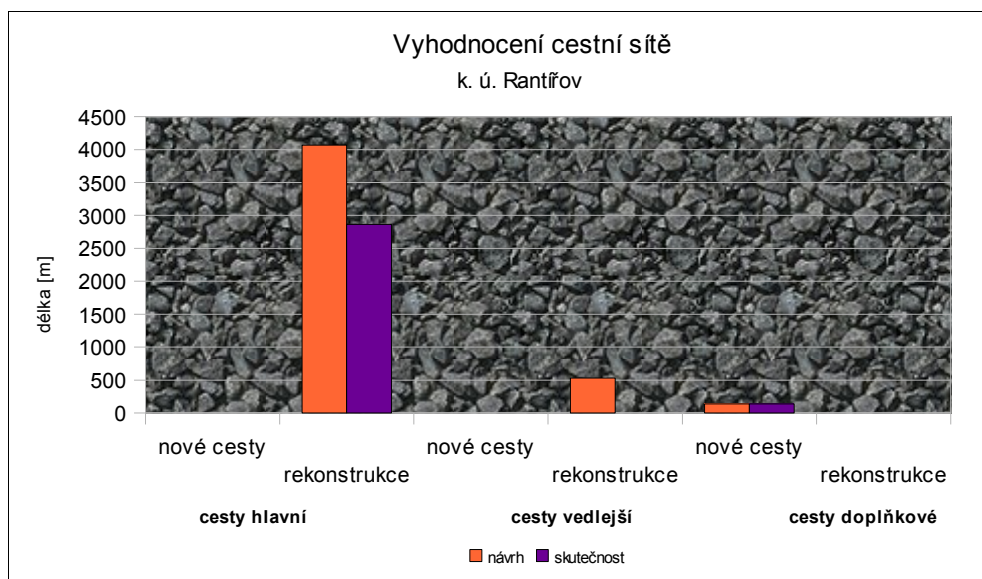 Vyhodnocení cestní sítě
k. ú. Rantířov
délka [m]
4500
4000
3500
3000
2500
2000
1500
1000
500
0
nové cesty
rekonstrukce
nové cesty
rekonstrukce
nové cesty
rekonstrukce
cesty hlavní
cesty vedlejší
cesty doplňkové
návrh
skutečnost